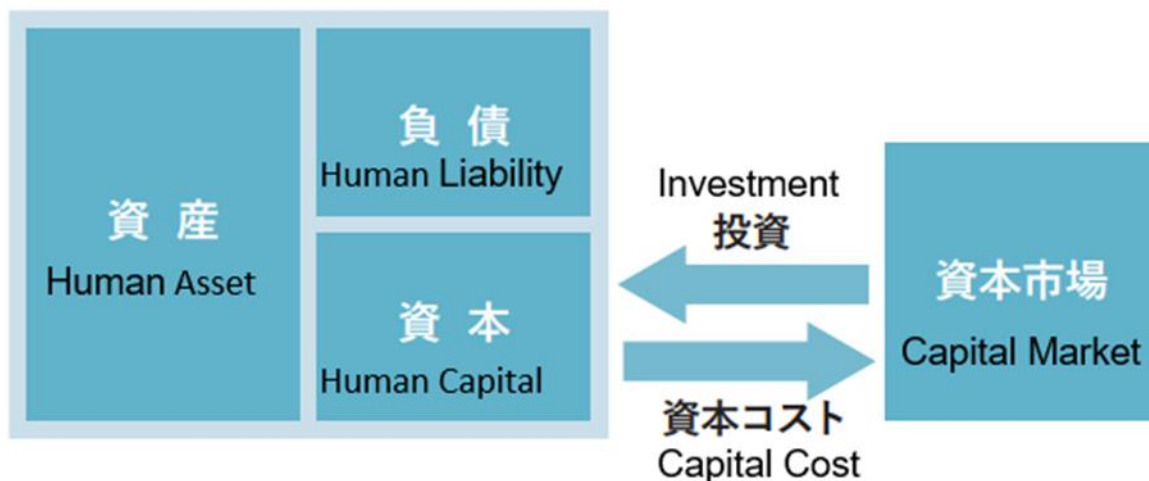 資産
Human Asset
負債
Human Liability
資本
Human Capital
Investment
投資
資本コスト
Capital Cost
資本市場
Capital Market